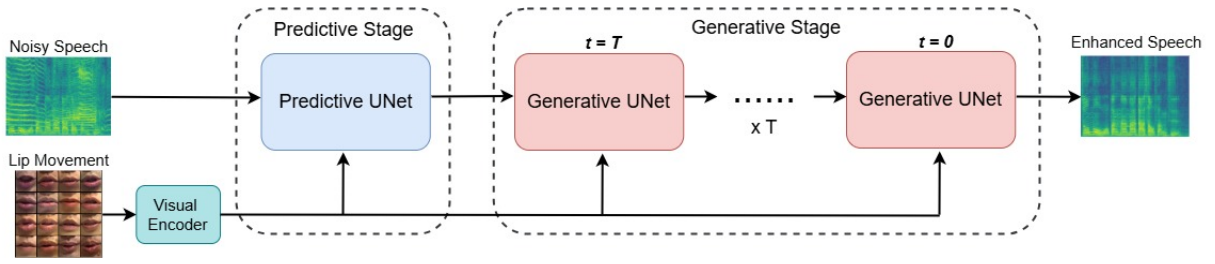 Predictive Stage
Generative Stage
Noisy Speech
t = T
t = 0
Enhanced Speech
Predictive UNet
Generative UNet
......
x T
Generative UNet
Lip Movement
Visual
Encoder